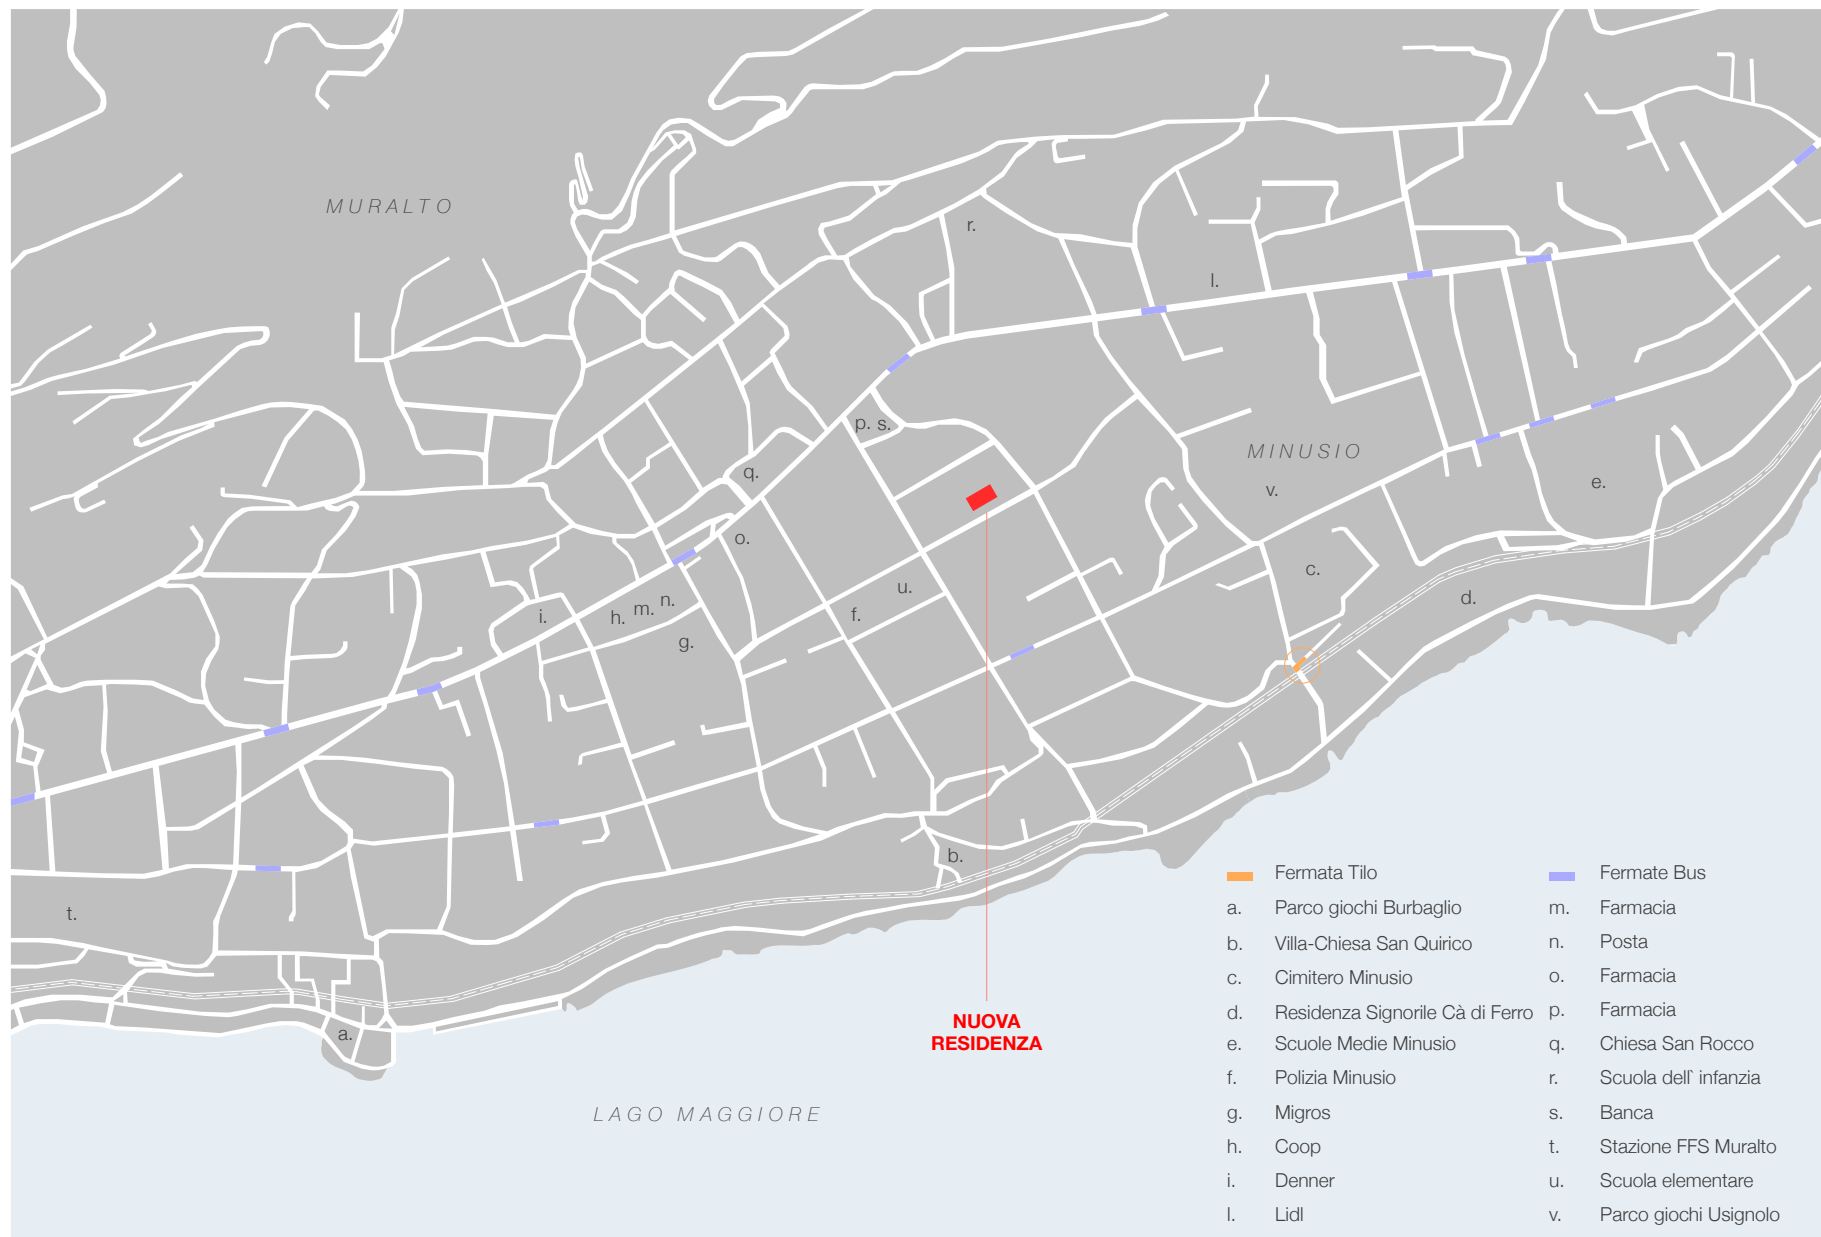 MURALTO
r.
l.
p. s.
MINUSIO
q.
v.
e.
o.
c.
u.
n.
m.
h.
i.
f.
d.
g.
b.
t.
a.
NUOVA
RESIDENZA
LAGO MAGGIORE
Fermata Tilo
a. Parco giochi Burbaglio
b. Villa-Chiesa San Quirico
c. Cimitero Minusio
d. Residenza Signorile Cà di Ferro
e. Scuole Medie Minusio
f. Polizia Minusio
g. Migros
h. Coop
i. Denner
l. Lidl
Fermate Bus
m. Farmacia
n. Posta
o. Farmacia
p. Farmacia
q. Chiesa San Rocco
r. Scuola dell` infanzia
s. Banca
t. Stazione FFS Muralto
u. Scuola elementare
v. Parco giochi Usignolo